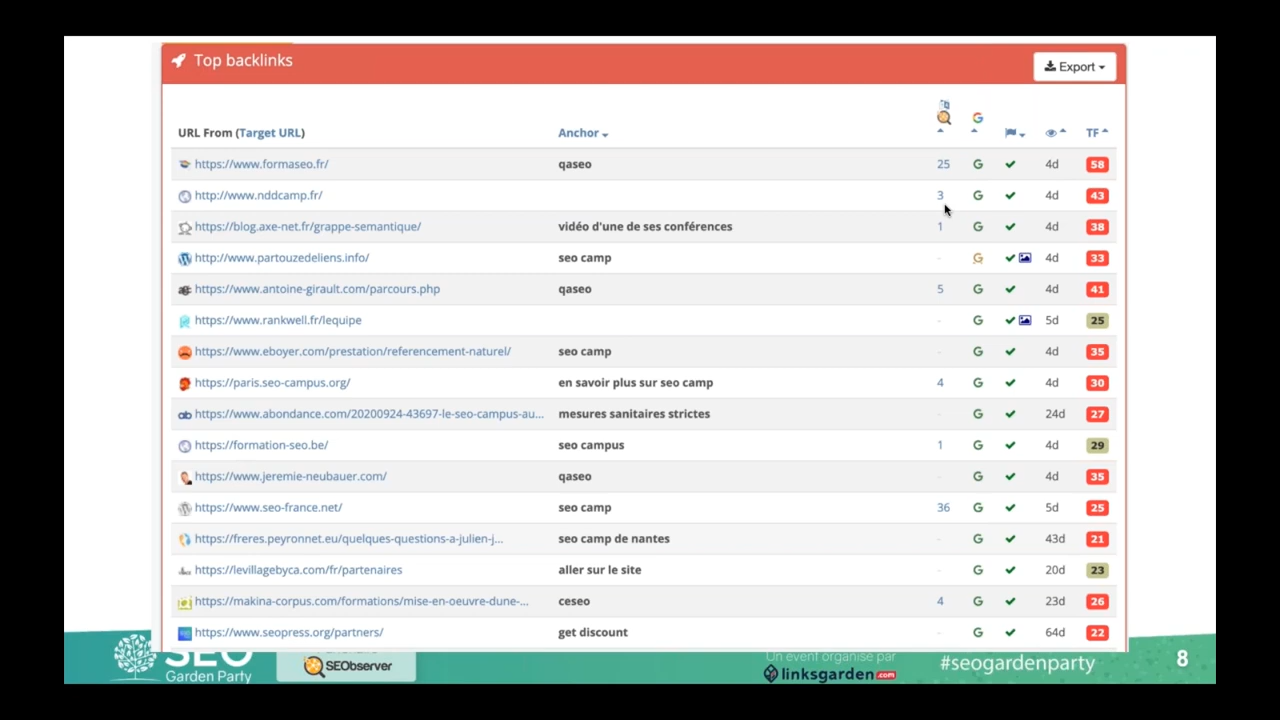 Top backlinks
Export
URL From (Target URL) Anchor TF
https://www.formaseo.fr/ qaseo 25 4d 58
http://www.nddcamp.fr/ 3 4d 43
https://blog.axe-net.fr/grappe-semantique/ vidéo d'une de ses conférences 1 4d 38
http://www.partouzedeliens.info/ seo camp - 4d 33
https://www.antoine-girault.com/parcours.php qaseo 5 4d 41
https://www.rankwell.fr/lequipe - 5d 25
https://www.eboyer.com/prestation/referencement-naturel/ seo camp - 4d 35
https://paris.seo-campus.org/ en savoir plus sur seo camp 4 4d 30
https://www.abondance.com/20200924-43697-le-seo-campus-au... mesures sanitaires strictes - 24d 27
https://formation-seo.be/ seo campus 1 4d 29
https://www.jeremie-neubauer.com/ qaseo - 4d 35
https://www.seo-france.net/ seo camp 36 5d 25
https://freres.peyronnet.eu/quelques-questions-a-julien-j... seo camp de nantes - 43d 21
https://levillagebyca.com/fr/partenaires aller sur le site - 20d 23
https://makina-corpus.com/formations/mise-en-oeuvre-dune-... ceseo 4 23d 26
https://www.seopress.org/partners/ get discount - 64d 22
SEO
Garden Party
SEObserver
Un event organisé par
linksgarden.com
#seogardenparty
8